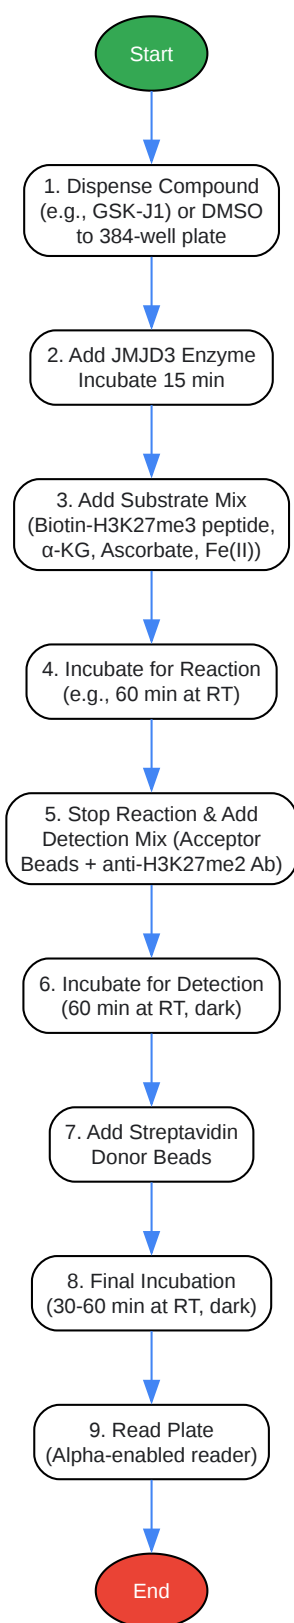 Start
1. Dispense Compound
(e.g., GSK-J1) or DMSO
to 384-well plate
2. Add JMJD3 Enzyme
Incubate 15 min
3. Add Substrate Mix
(Biotin-H3K27me3 peptide,
α-KG, Ascorbate, Fe(II))
4. Incubate for Reaction
(e.g., 60 min at RT)
5. Stop Reaction & Add
Detection Mix (Acceptor
Beads + anti-H3K27me2 Ab)
6. Incubate for Detection
(60 min at RT, dark)
7. Add Streptavidin
Donor Beads
8. Final Incubation
(30-60 min at RT, dark)
9. Read Plate
(Alpha-enabled reader)
End